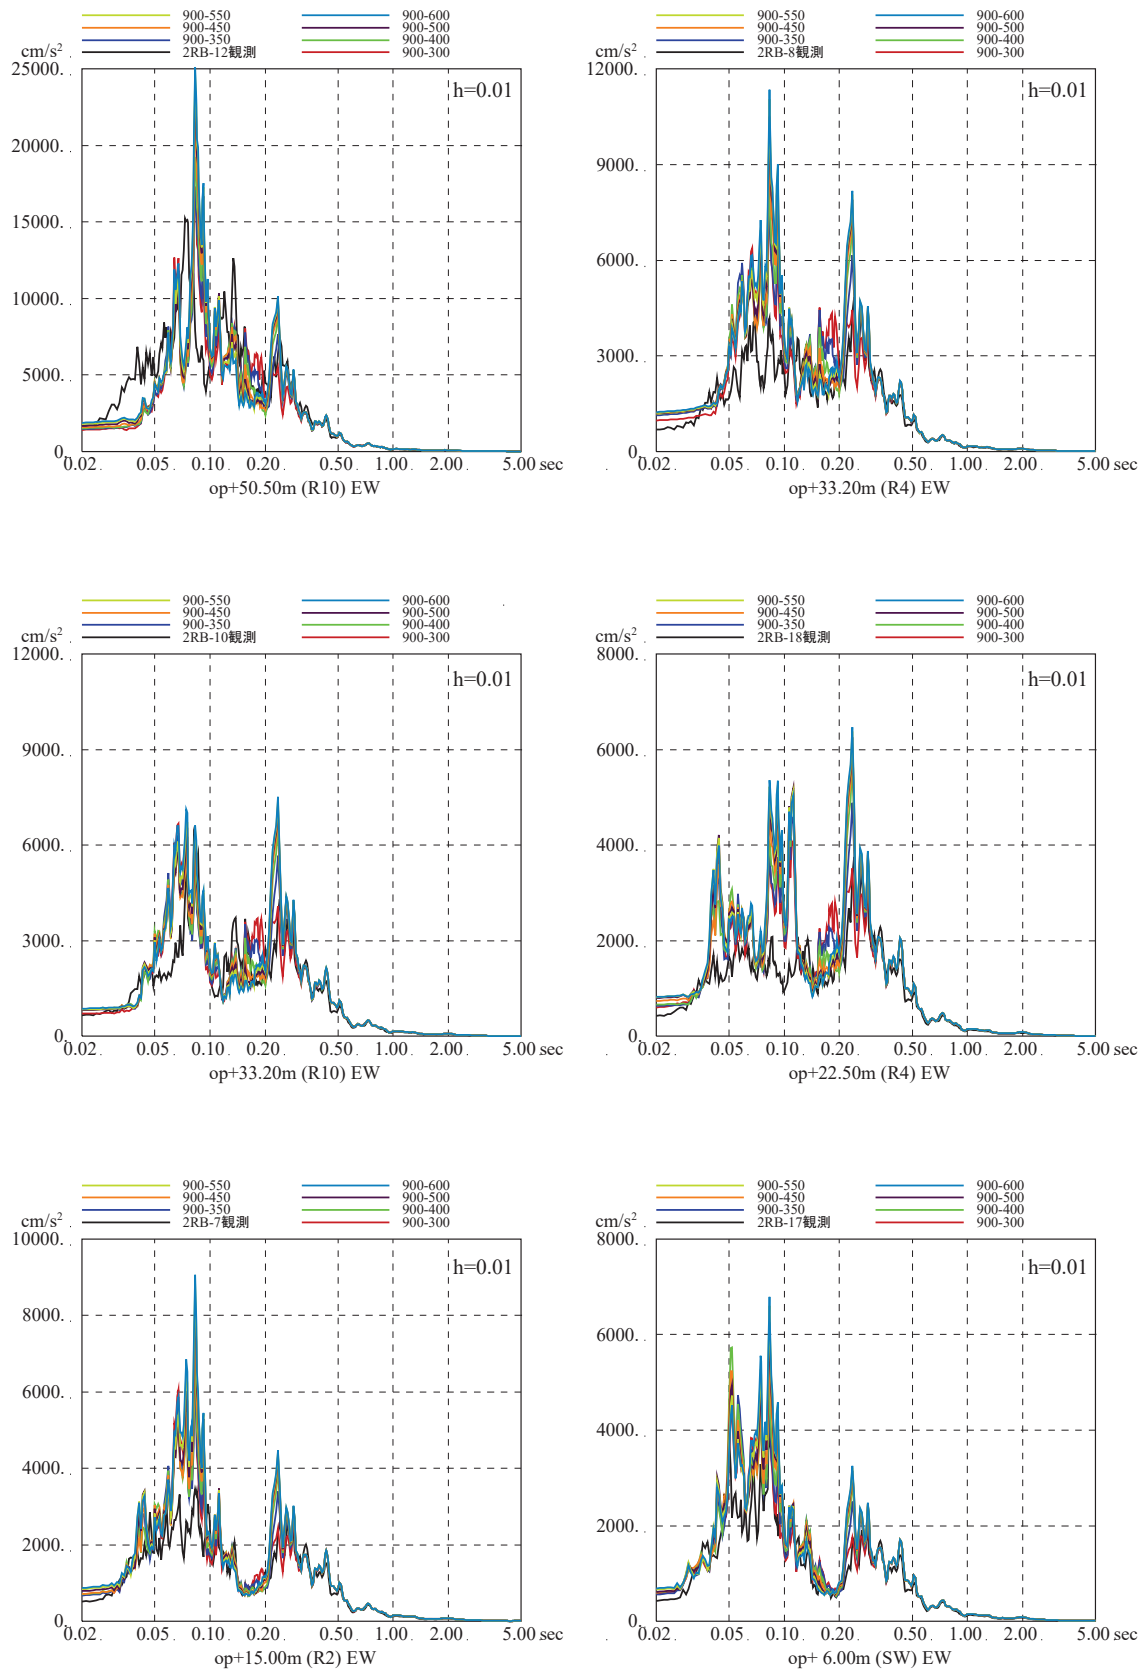 900-550 900-600
900-450 900-500
900-350 900-400
2RB-12観測 900-300
cm/s²
h=0.01
25000.
20000.
15000.
10000.
5000.
0.
0.02 0.05 0.10 0.20 0.50 1.00 2.00 5.00 sec
op+50.50m (R10) EW
900-550 900-600
900-450 900-500
900-350 900-400
2RB-8観測 900-300
cm/s²
h=0.01
12000.
9000.
6000.
3000.
0.
0.02 0.05 0.10 0.20 0.50 1.00 2.00 5.00 sec
op+33.20m (R4) EW
900-550 900-600
900-450 900-500
900-350 900-400
2RB-10観測 900-300
cm/s²
h=0.01
12000.
9000.
6000.
3000.
0.
0.02 0.05 0.10 0.20 0.50 1.00 2.00 5.00 sec
op+33.20m (R10) EW
900-550 900-600
900-450 900-500
900-350 900-400
2RB-18観測 900-300
cm/s²
h=0.01
8000.
6000.
4000.
2000.
0.
0.02 0.05 0.10 0.20 0.50 1.00 2.00 5.00 sec
op+22.50m (R4) EW
900-550 900-600
900-450 900-500
900-350 900-400
2RB-7観測 900-300
cm/s²
h=0.01
10000.
8000.
6000.
4000.
2000.
0.
0.02 0.05 0.10 0.20 0.50 1.00 2.00 5.00 sec
op+15.00m (R2) EW
900-550 900-600
900-450 900-500
900-350 900-400
2RB-17観測 900-300
cm/s²
h=0.01
8000.
6000.
4000.
2000.
0.
0.02 0.05 0.10 0.20 0.50 1.00 2.00 5.00 sec
op+ 6.00m (SW) EW